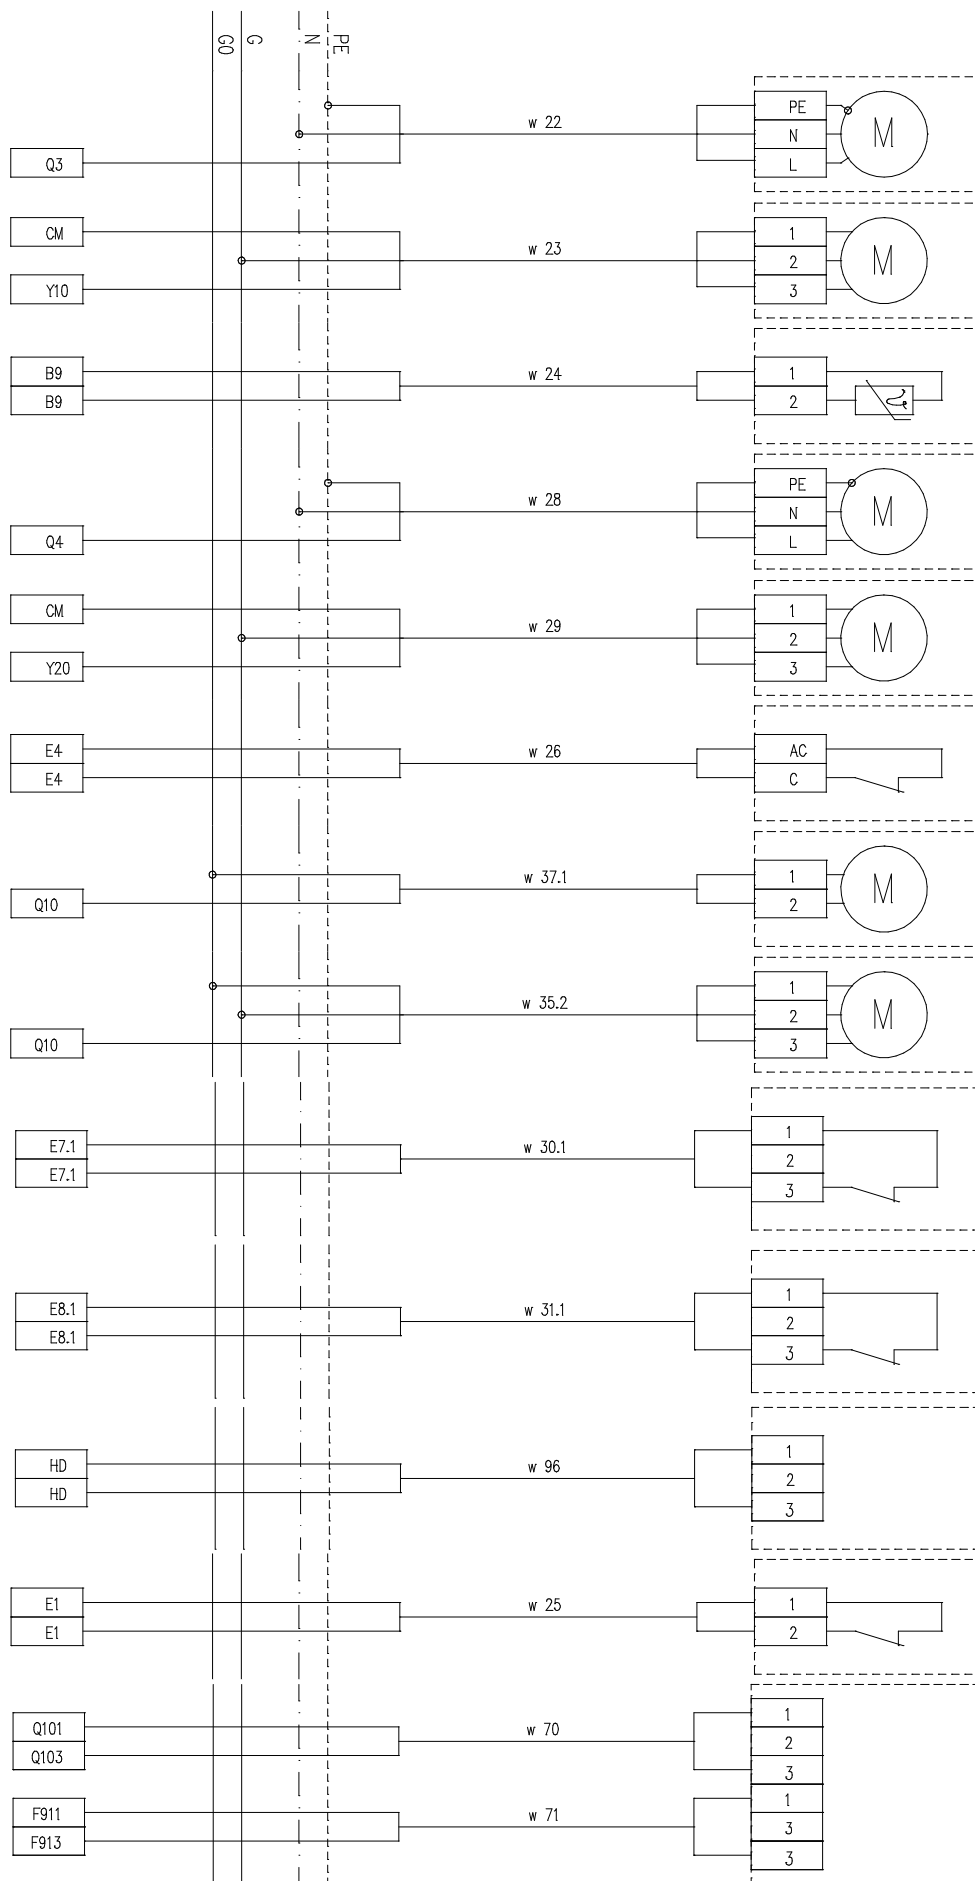 G0
G
N
PE
w 22
PE
N
L
M
Q3
CM
w 23
1
2
3
M
Y10
B9
B9
w 24
1
2
Q4
w 28
PE
N
L
M
CM
w 29
1
2
3
M
Y20
E4
E4
w 26
AC
C
Q10
w 37.1
1
2
M
Q10
w 35.2
1
2
3
M
E7.1
E7.1
w 30.1
1
2
3
E8.1
E8.1
w 31.1
1
2
3
HD
HD
w 96
1
2
3
E1
E1
w 25
1
2
Q101
Q103
w 70
1
2
3
F911
F913
w 71
1
3
3